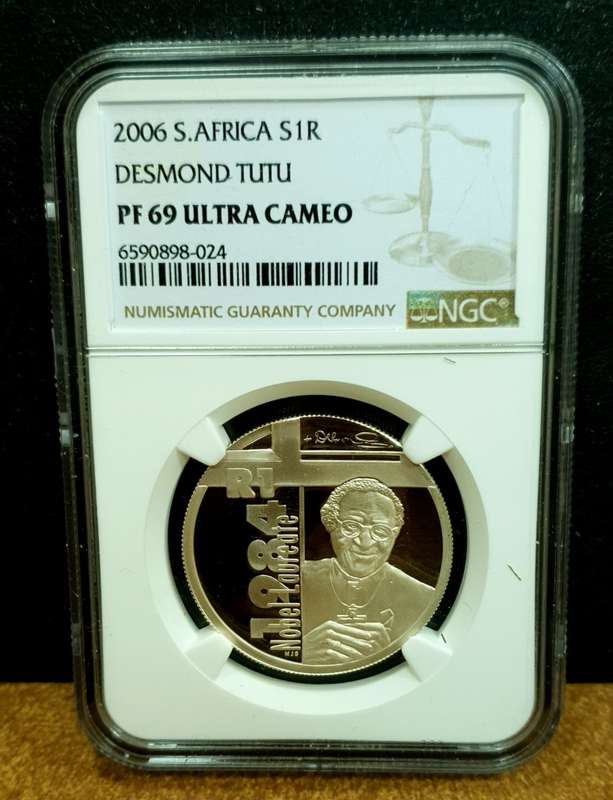 2006 S.AFRICA S1R
DESMOND TUTU
PF 69 ULTRA CAMEO
6590898-024
NUMISMATIC GUARANTY COMPANY
NGC®
R1
1984
Nobel Laureate
MJS